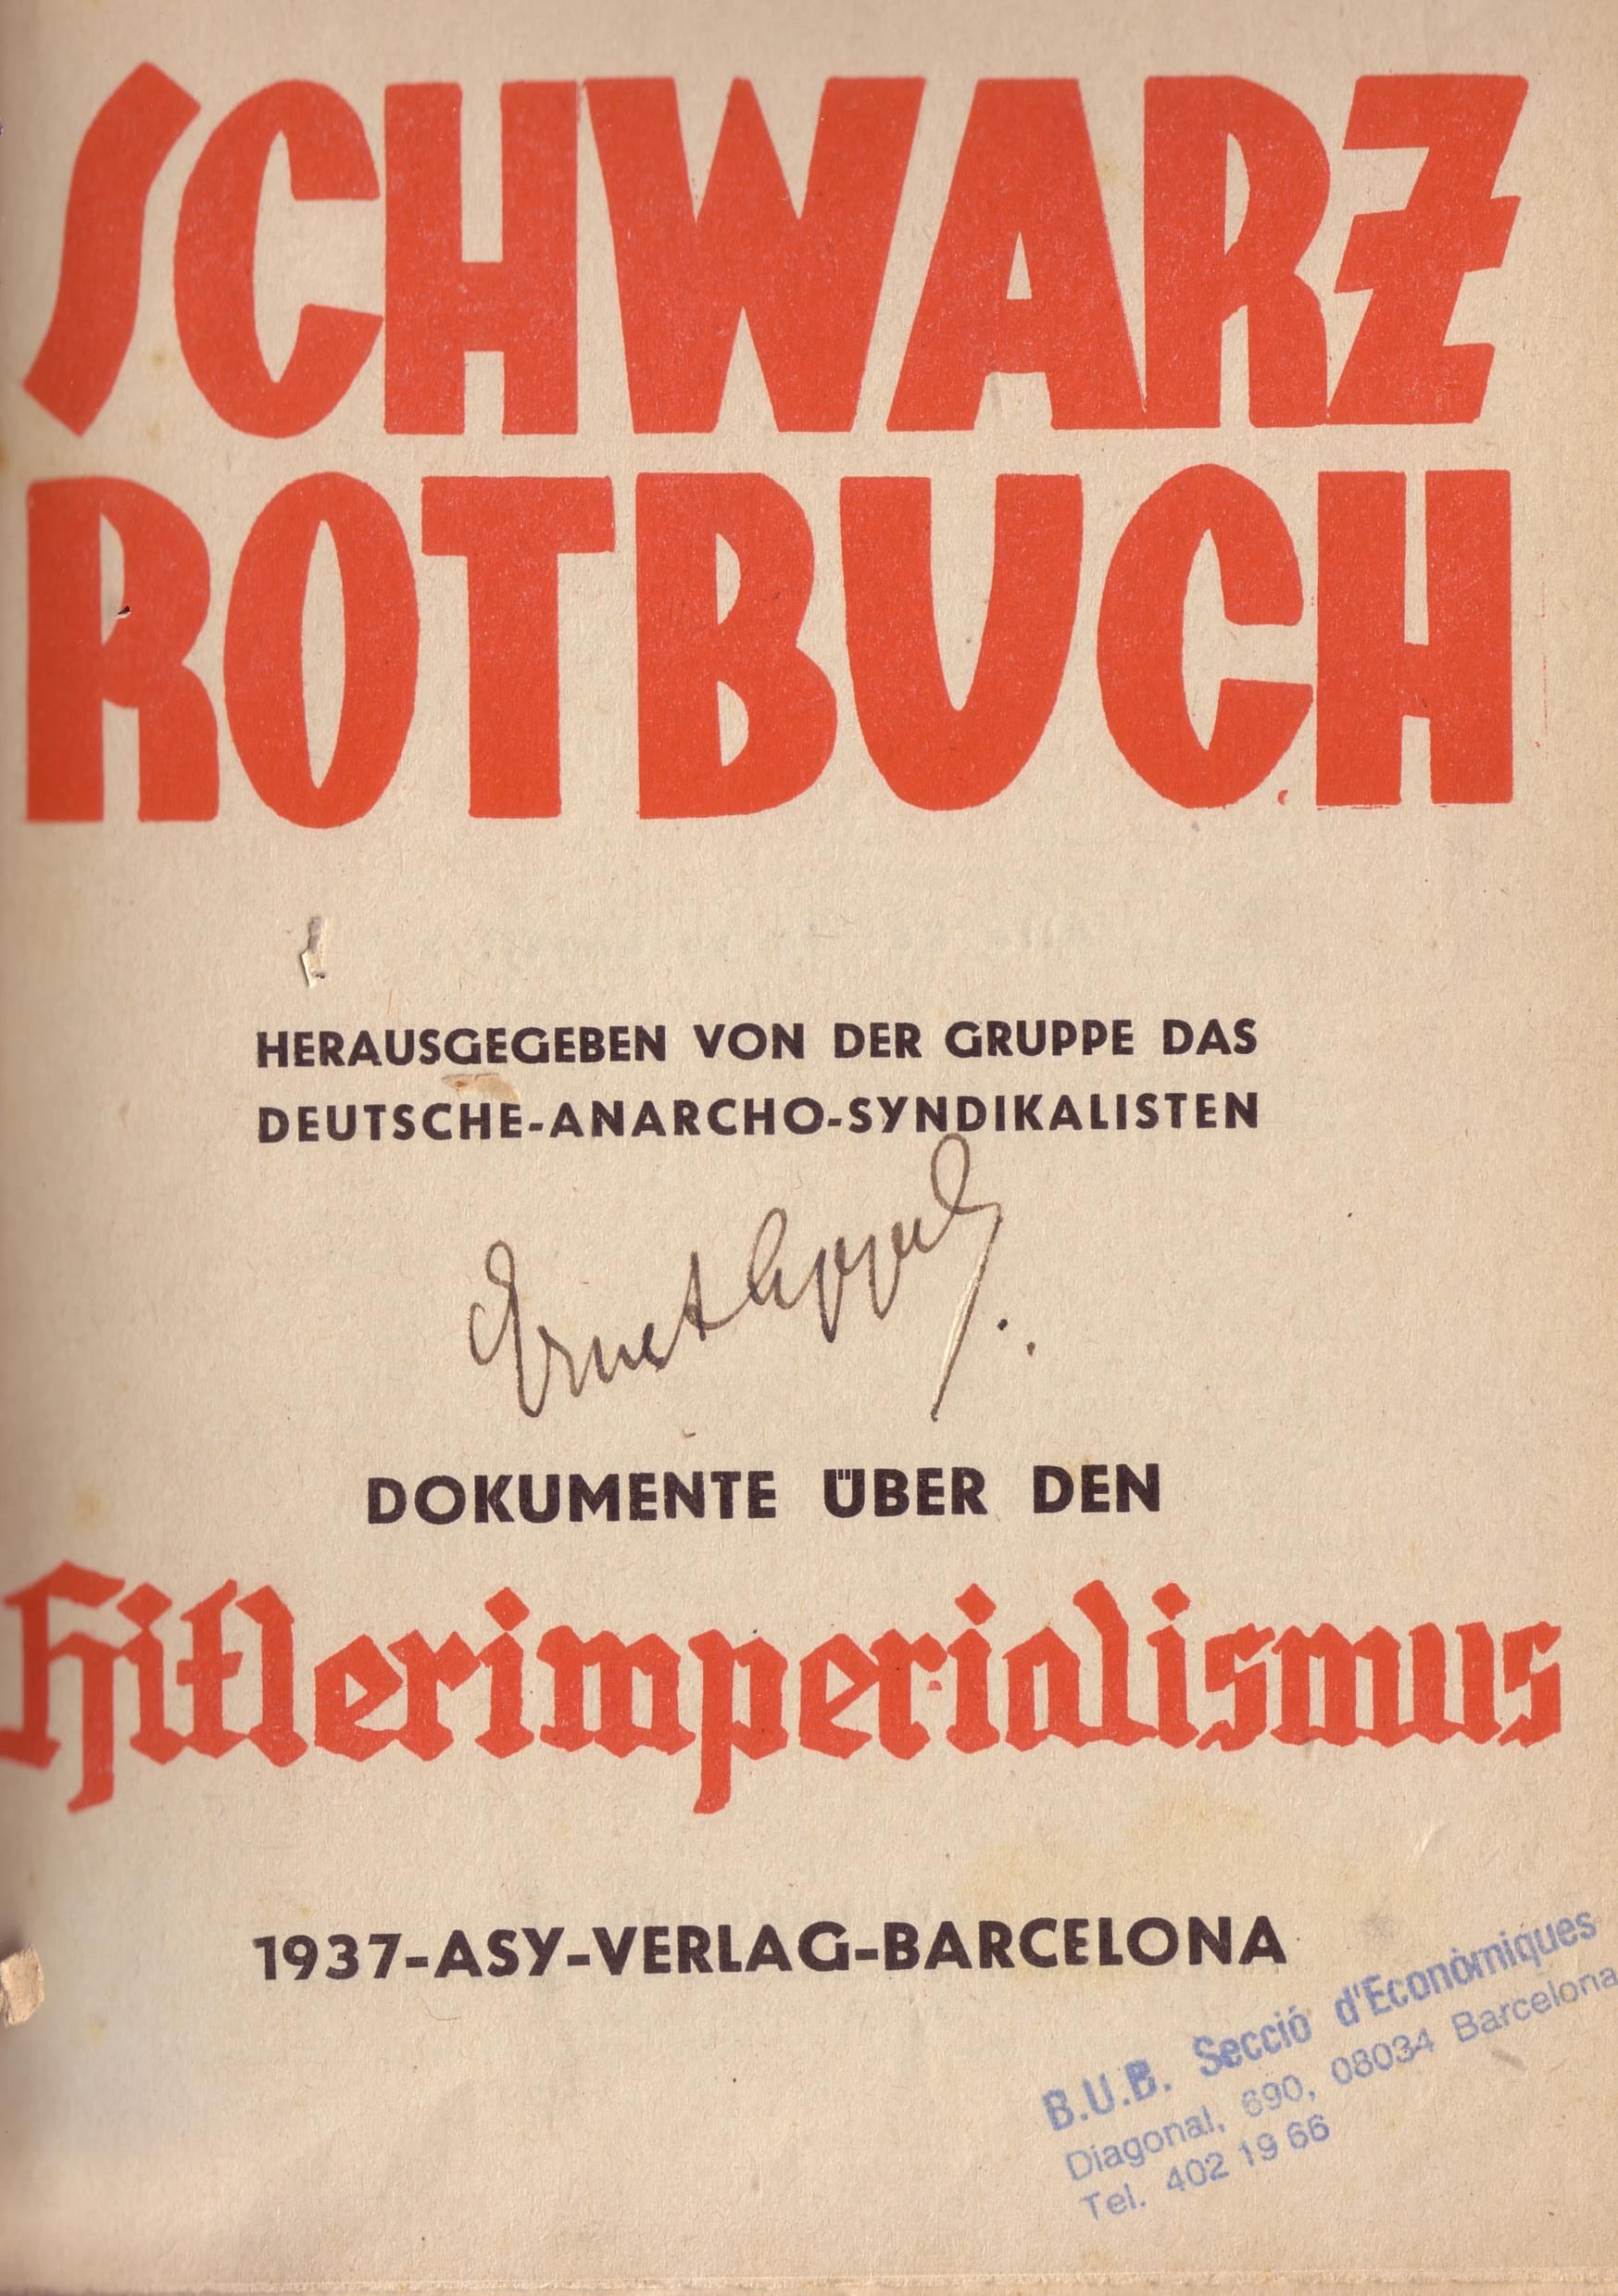 SCHWARZ
ROTBUCH
HERAUSGEGEBEN VON DER GRUPPE DAS
DEUTSCHE-ANARCHO-SYNDIKALISTEN
Ernst
DOKUMENTE ÜBER DEN
Hitlerimperialismus
1937-ASY-VERLAG-BARCELONA
B.U.B. Secció d'Econòmiques
Diagonal, 690, 08034 Barcelona
Tel. 402 19 66